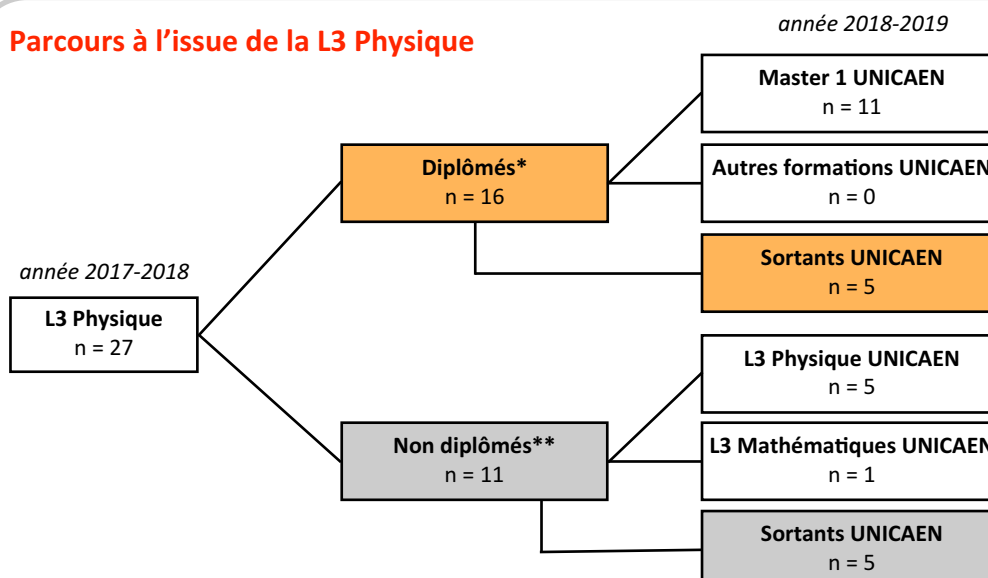 Parcours à l'issue de la L3 Physique
année 2018-2019
Master 1 UNICAEN
n = 11
Diplômés*
n = 16
Autres formations UNICAEN
n = 0
Sortants UNICAEN
n = 5
année 2017-2018
L3 Physique
n = 27
L3 Physique UNICAEN
n = 5
Non diplômés**
n = 11
L3 Mathématiques UNICAEN
n = 1
Sortants UNICAEN
n = 5